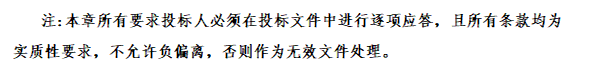 注:本章所有要求投标人必须在投标文件中进行逐项应答，且所有条款均为
实质性要求，不允许负偏离，否则作为无效文件处理。